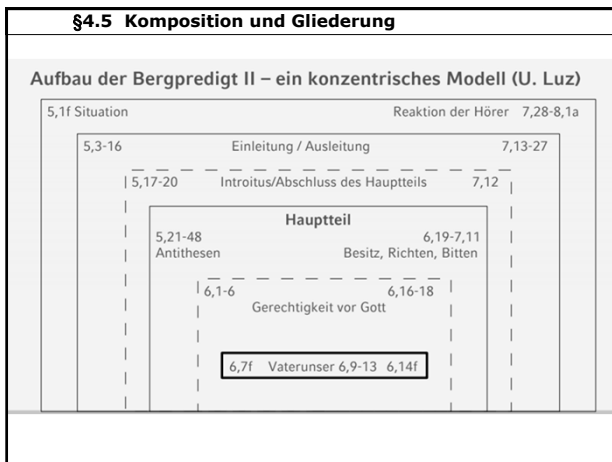 §4.5 Komposition und Gliederung
Aufbau der Bergpredigt II – ein konzentrisches Modell (U. Luz)
5,1f Situation Reaktion der Hörer 7,28-8,1a
5,3-16 Einleitung / Ausleitung 7,13-27
5,17-20 Introitus/Abschluss des Hauptteils 7,12
Hauptteil
5,21-48 6,19-7,11
Antithesen Besitz, Richten, Bitten
6,1-6 6,16-18
Gerechtigkeit vor Gott
6,7f Vaterunser 6,9-13 6,14f